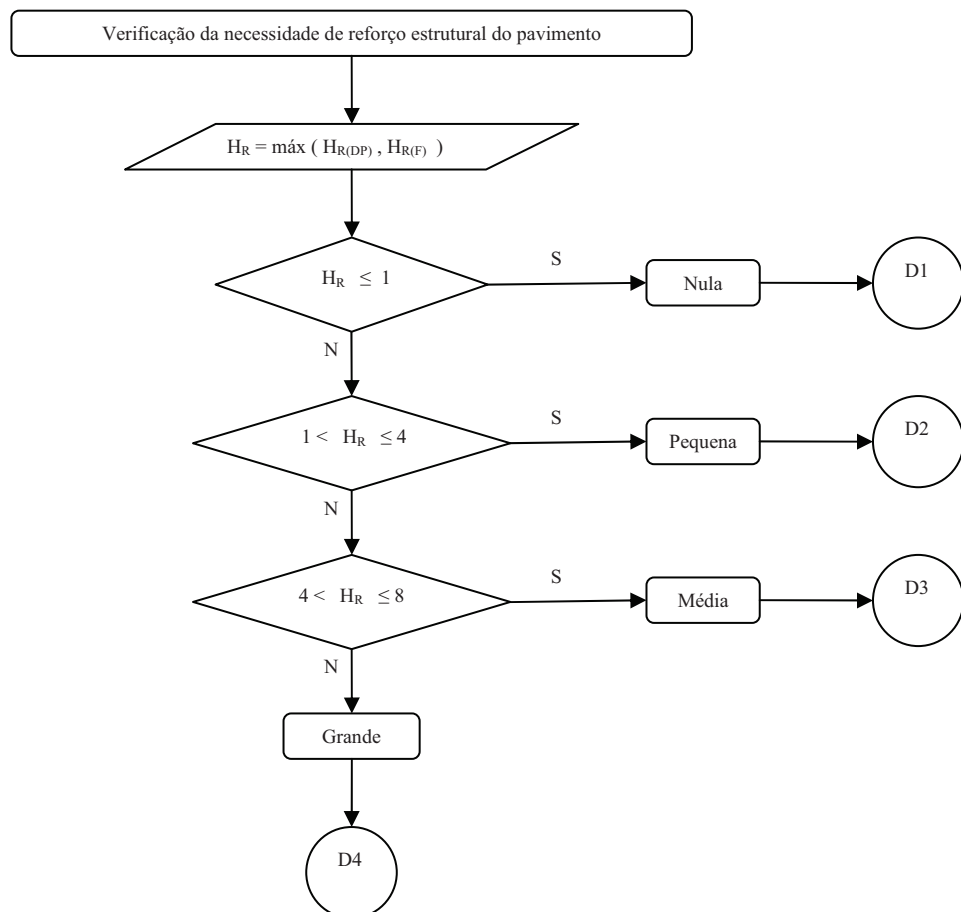 Verificação da necessidade de reforço estrutural do pavimento
H_R = máx ( H_R(DP) , H_R(F) )
H_R ≤ 1
S
Nula
D1
N
1 < H_R ≤ 4
S
Pequena
D2
N
4 < H_R ≤ 8
S
Média
D3
N
Grande
D4